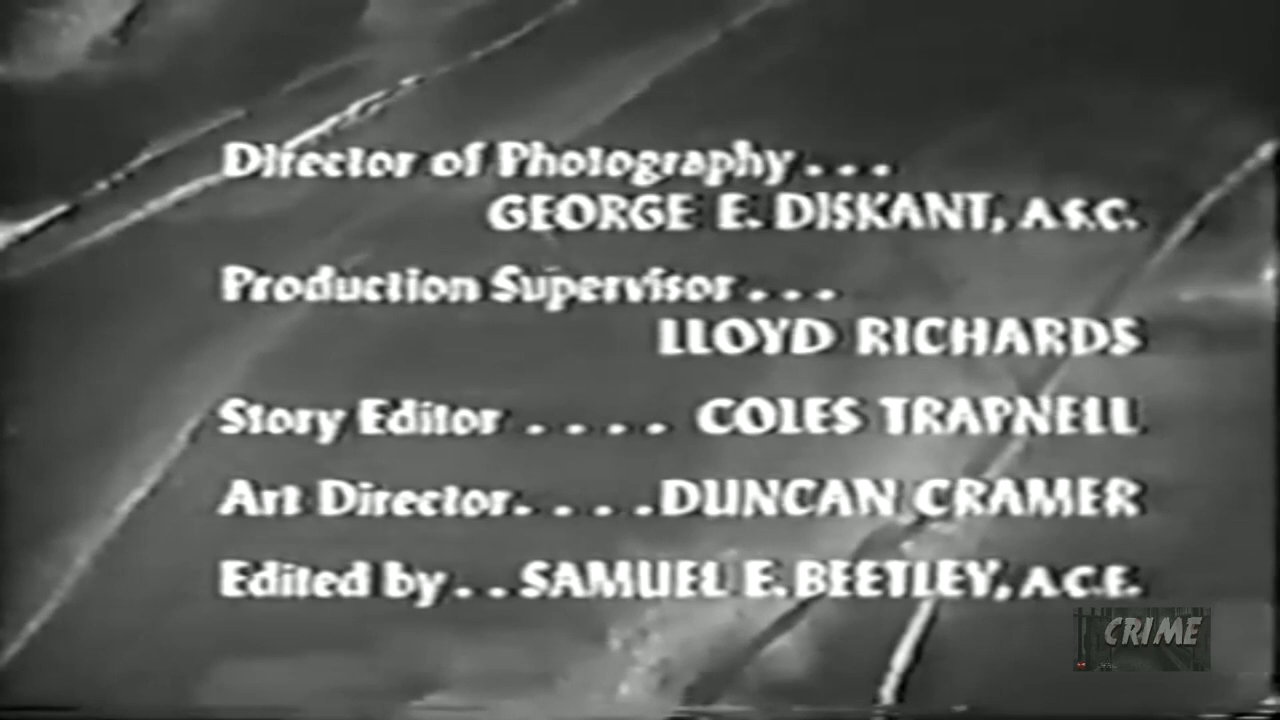 Director of Photography...
GEORGE E. DISKANT, A.S.C.
Production Supervisor...
LLOYD RICHARDS
Story Editor .... COLES TRAPNELL
Art Director....DUNCAN CRAMER
Edited by...SAMUEL E. BEETLEY, A.C.E.
CRIME